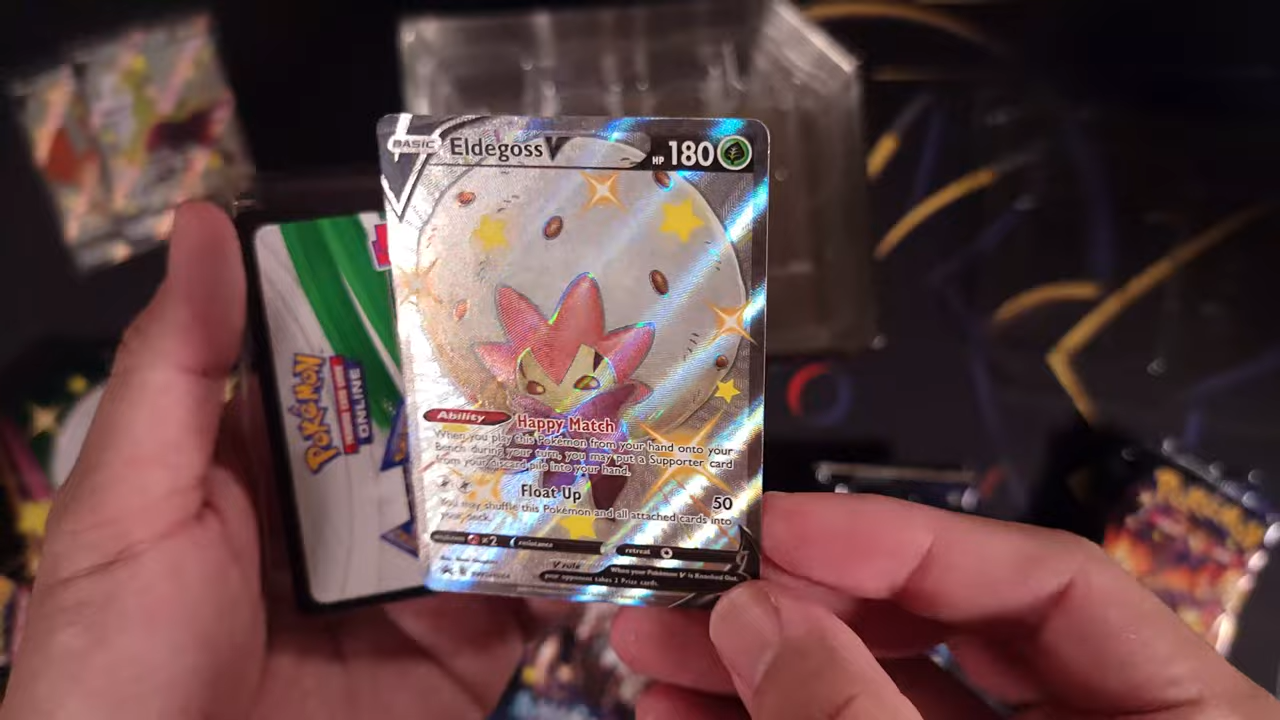 BASIC Eldegoss V HP 180
Ability Happy Match
When you play this Pokémon from your hand onto your
Bench during your turn, you may put a Supporter card
from your discard pile into your hand.
Float Up 50
You may shuffle this Pokémon and all attached cards into
your deck.
weakness ×2 resistance retreat
V rule When your Pokémon V is Knocked Out,
your opponent takes 2 Prize cards.
POKÉMON
TRADING CARD GAME
ONLINE